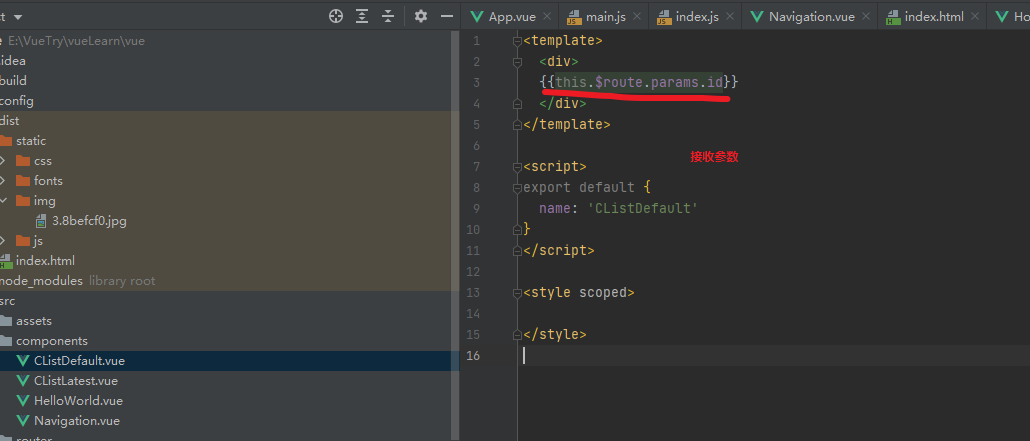 st
App.vue
main.js
index.js
Navigation.vue
index.html
Ho
e E:\VueTry\vueLearn\vue
.idea
build
config
dist
static
css
fonts
img
3.8befcf0.jpg
js
index.html
node_modules library root
src
assets
components
CListDefault.vue
CListLatest.vue
HelloWorld.vue
Navigation.vue
router
1 <template>
2 <div>
3 {{this.$route.params.id}}
4 </div>
5 </template>
6
接收参数
7 <script>
8 export default {
9 name: 'CListDefault'
10 }
11 </script>
12
13 <style scoped>
14
15 </style>
16